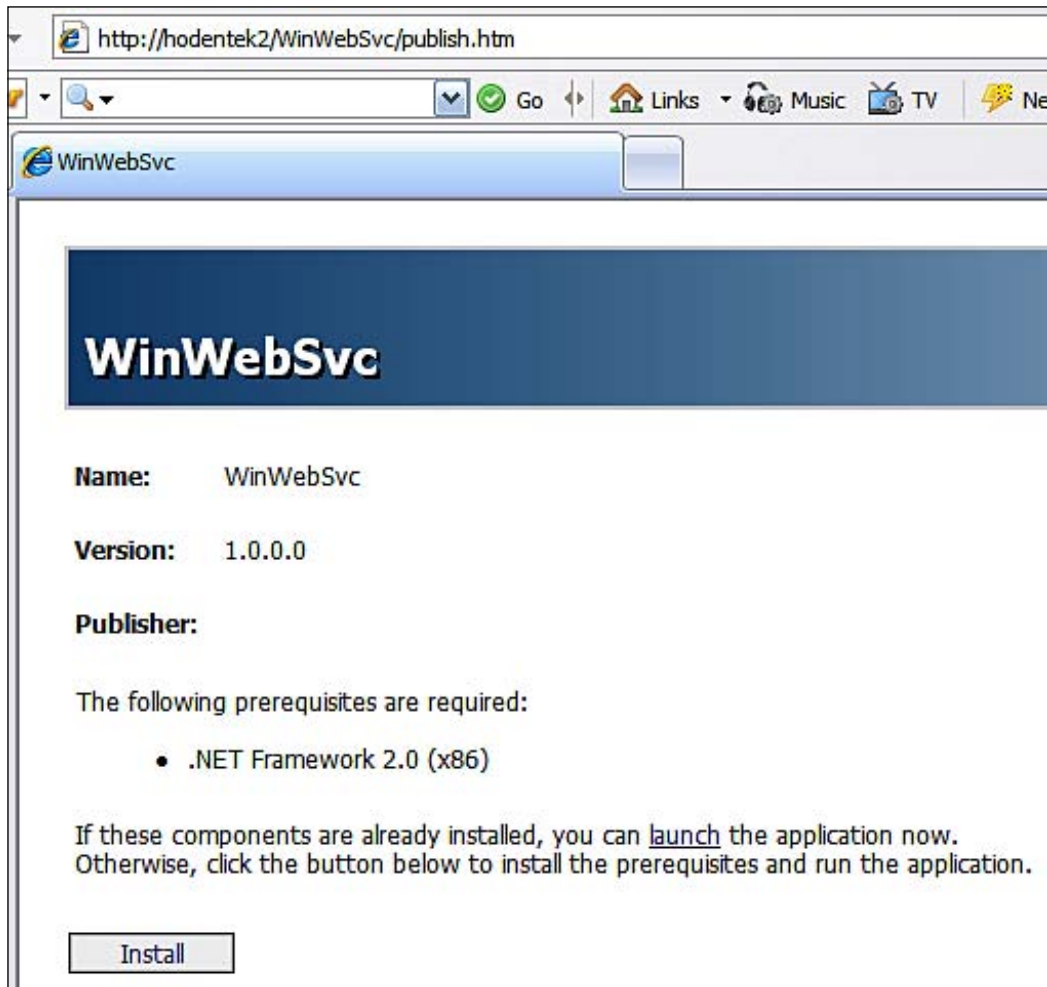 http://hodentek2/WinWebSvc/publish.htm
Go Links Music TV Ne
WinWebSvc
WinWebSvc
Name: WinWebSvc
Version: 1.0.0.0
Publisher:
The following prerequisites are required:
• .NET Framework 2.0 (x86)
If these components are already installed, you can launch the application now.
Otherwise, click the button below to install the prerequisites and run the application.
Install